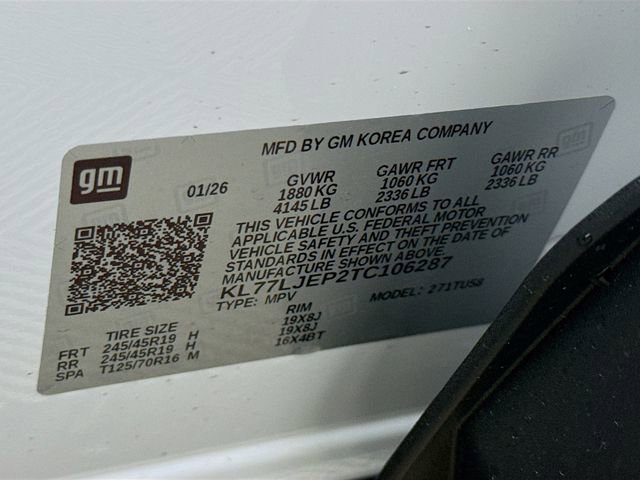 MFD BY GM KOREA COMPANY
gm
01/26
GVWR GAWR FRT GAWR RR
1880 KG 1060 KG 1060 KG
4145 LB 2336 LB 2336 LB
THIS VEHICLE CONFORMS TO ALL
APPLICABLE U.S. FEDERAL MOTOR
VEHICLE SAFETY AND THEFT PREVENTION
STANDARDS IN EFFECT ON THE DATE OF
MANUFACTURE SHOWN ABOVE.
KL77LJEP2TC106287
TYPE: MPV MODEL: 271TU58
TIRE SIZE RIM
FRT 245/45R19 H 19X8J
RR 245/45R19 H 19X8J
SPA T125/70R16 M 16X4BT